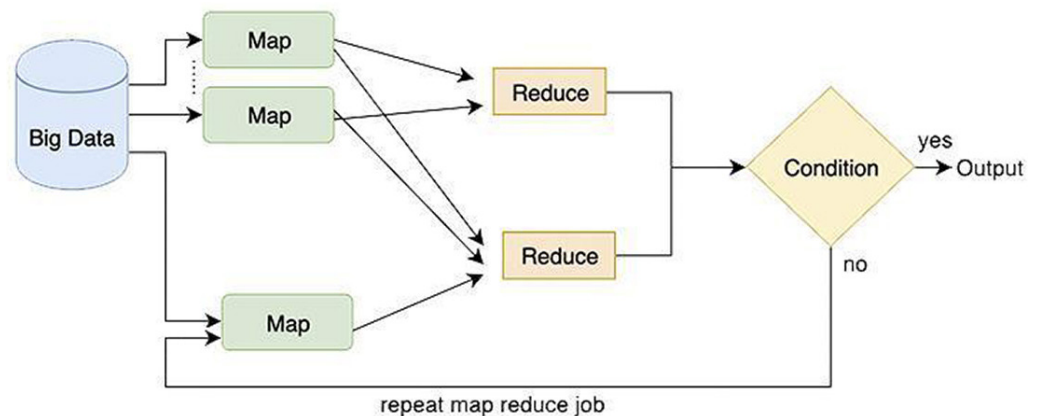 Big Data
Map
Map
Map
Reduce
Reduce
Condition
yes
Output
no
repeat map reduce job